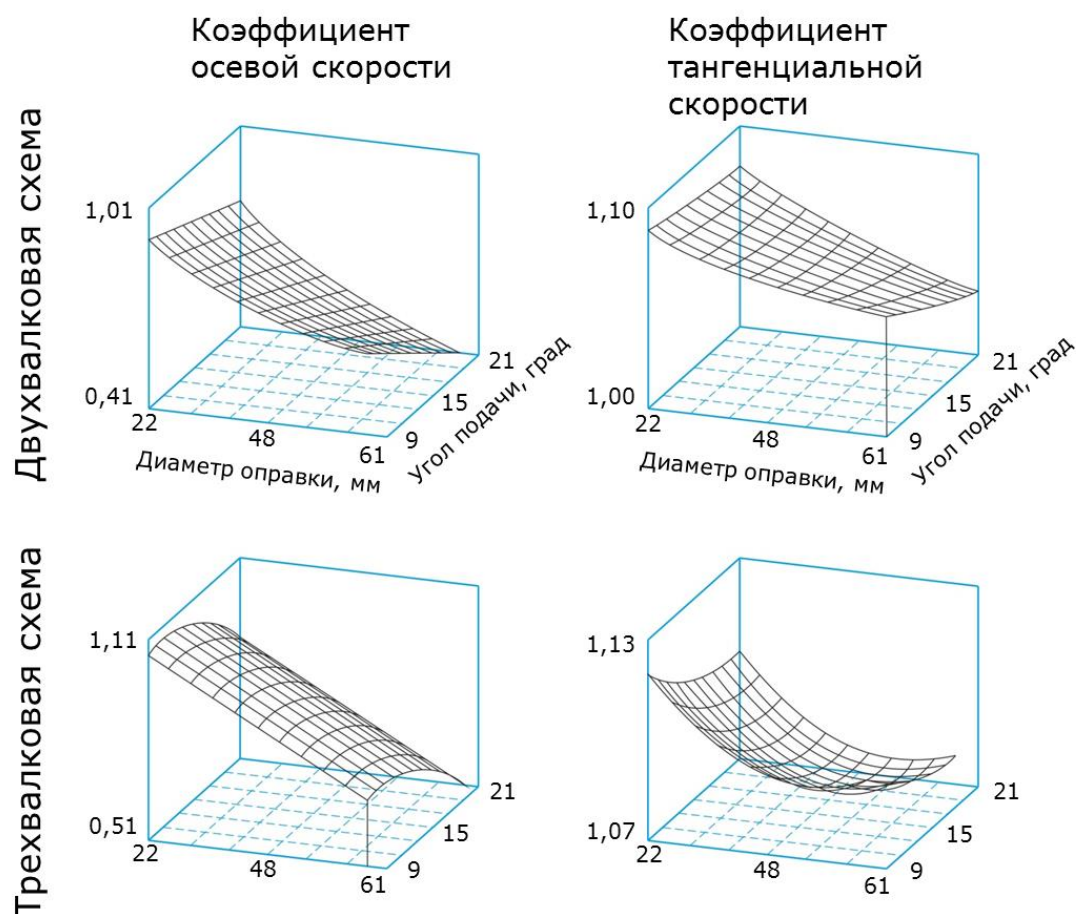 Коэффициент
осевой скорости
Коэффициент
тангенциальной
скорости
Двухвалковая схема
1,01
0,41
22
48
61
9
15
21
Диаметр оправки, мм
Угол подачи, град
1,10
1,00
22
48
61
9
15
21
Диаметр оправки, мм
Угол подачи, град
Трехвалковая схема
1,11
0,51
22
48
61
9
15
21
1,13
1,07
22
48
61
9
15
21